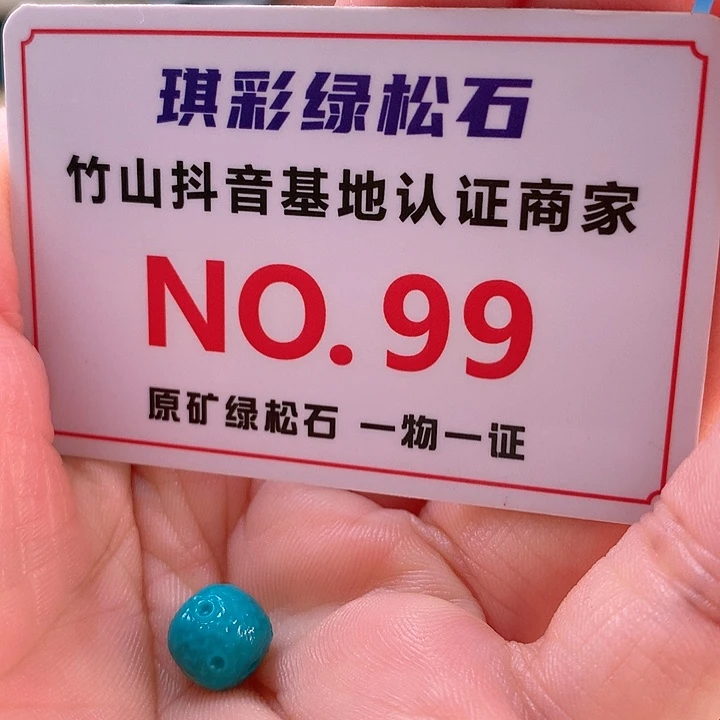 琪彩绿松石
竹山抖音基地认证商家
NO.99
原矿绿松石 一物一证